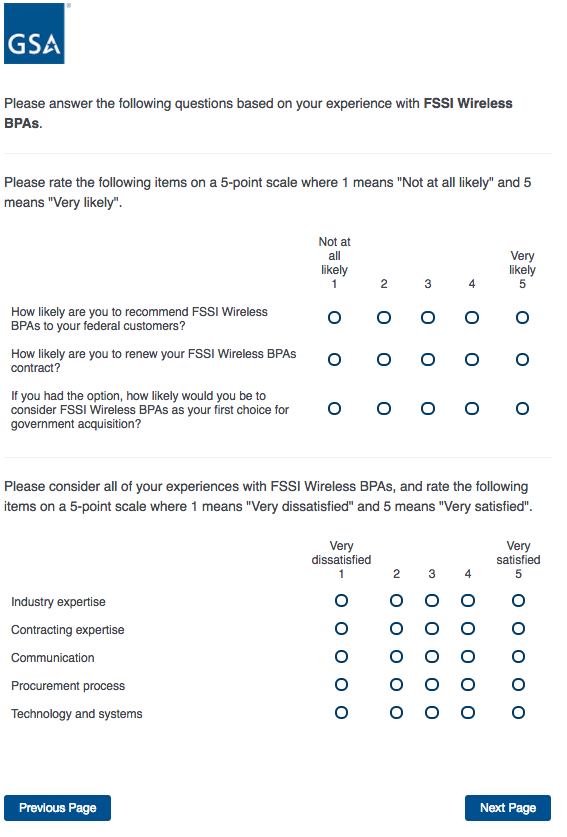 GSA
Please answer the following questions based on your experience with FSSI Wireless
BPAs.
Please rate the following items on a 5-point scale where 1 means "Not at all likely" and 5
means "Very likely".
Not at
all
likely
1
2
3
4
Very
likely
5
How likely are you to recommend FSSI Wireless
BPAs to your federal customers?
How likely are you to renew your FSSI Wireless BPAs
contract?
If you had the option, how likely would you be to
consider FSSI Wireless BPAs as your first choice for
government acquisition?
Please consider all of your experiences with FSSI Wireless BPAs, and rate the following
items on a 5-point scale where 1 means "Very dissatisfied" and 5 means "Very satisfied".
Very
dissatisfied
1
2
3
4
Very
satisfied
5
Industry expertise
Contracting expertise
Communication
Procurement process
Technology and systems
Previous Page
Next Page